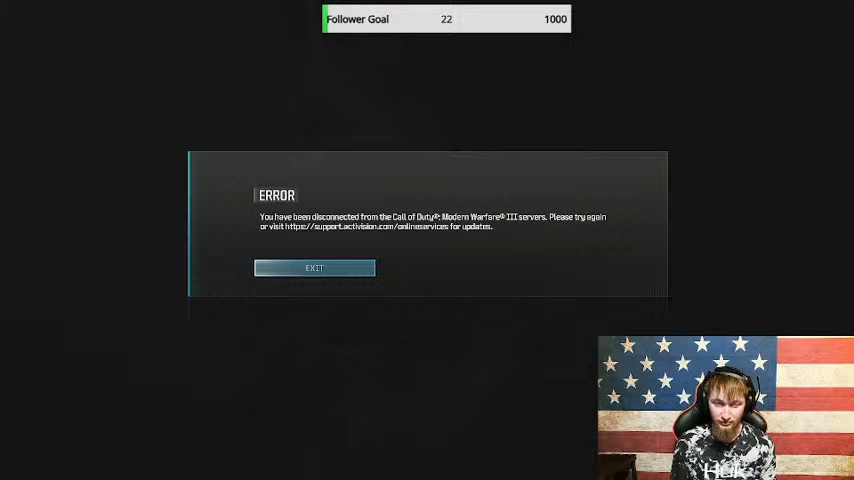 Follower Goal 22 1000
ERROR
You have been disconnected from the Call of Duty®: Modern Warfare® III servers. Please try again
or visit https://support.activision.com/onlineservices for updates.
EXIT
HUK